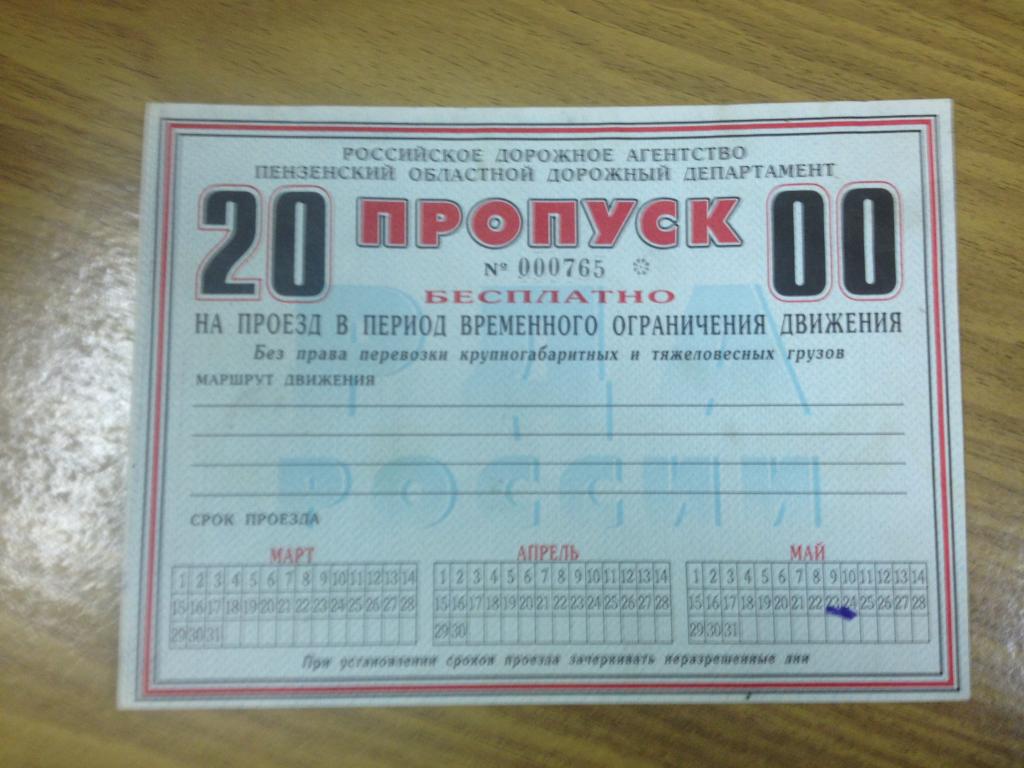 РОССИЙСКОЕ ДОРОЖНОЕ АГЕНТСТВО
ПЕНЗЕНСКИЙ ОБЛАСТНОЙ ДОРОЖНЫЙ ДЕПАРТАМЕНТ
20 ПРОПУСК 00
№ 000765
БЕСПЛАТНО
НА ПРОЕЗД В ПЕРИОД ВРЕМЕННОГО ОГРАНИЧЕНИЯ ДВИЖЕНИЯ
Без права перевозки крупногабаритных и тяжеловесных грузов
РДА
МАРШРУТ ДВИЖЕНИЯ
РОССИИ
СРОК ПРОЕЗДА
МАРТ АПРЕЛЬ МАЙ
1 2 3 4 5 6 7 8 9 10 11 12 13 14 1 2 3 4 5 6 7 8 9 10 11 12 13 14 1 2 3 4 5 6 7 8 9 10 11 12 13 14
15 16 17 18 19 20 21 22 23 24 25 26 27 28 15 16 17 18 19 20 21 22 23 24 25 26 27 28 15 16 17 18 19 20 21 22 23 24 25 26 27 28
29 30 31 29 30 29 30 31
При установлении сроков проезда зачеркивать неразрешенные дни